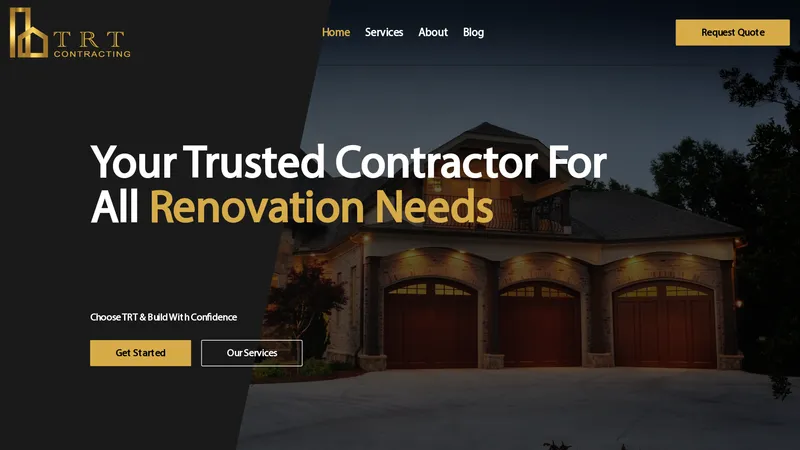 TRT
CONTRACTING
Home Services About Blog
Request Quote
Your Trusted Contractor For
All Renovation Needs
Choose TRT & Build With Confidence
Get Started Our Services